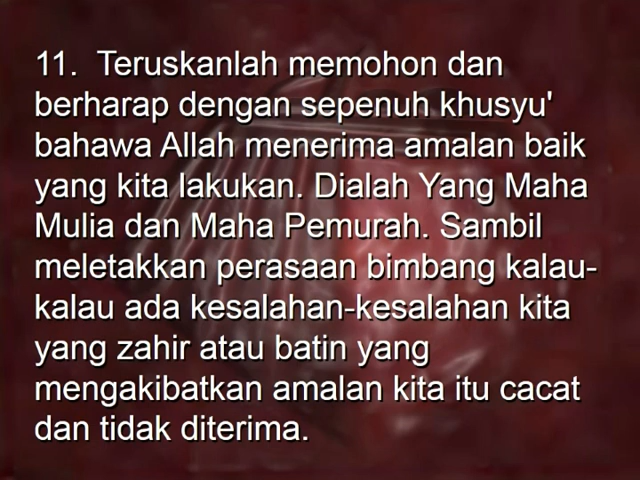 11.  Teruskanlah memohon dan
berharap dengan sepenuh khusyu'
bahawa Allah menerima amalan baik
yang kita lakukan. Dialah Yang Maha
Mulia dan Maha Pemurah. Sambil
meletakkan perasaan bimbang kalau-
kalau ada kesalahan-kesalahan kita
yang zahir atau batin yang
mengakibatkan amalan kita itu cacat
dan tidak diterima.